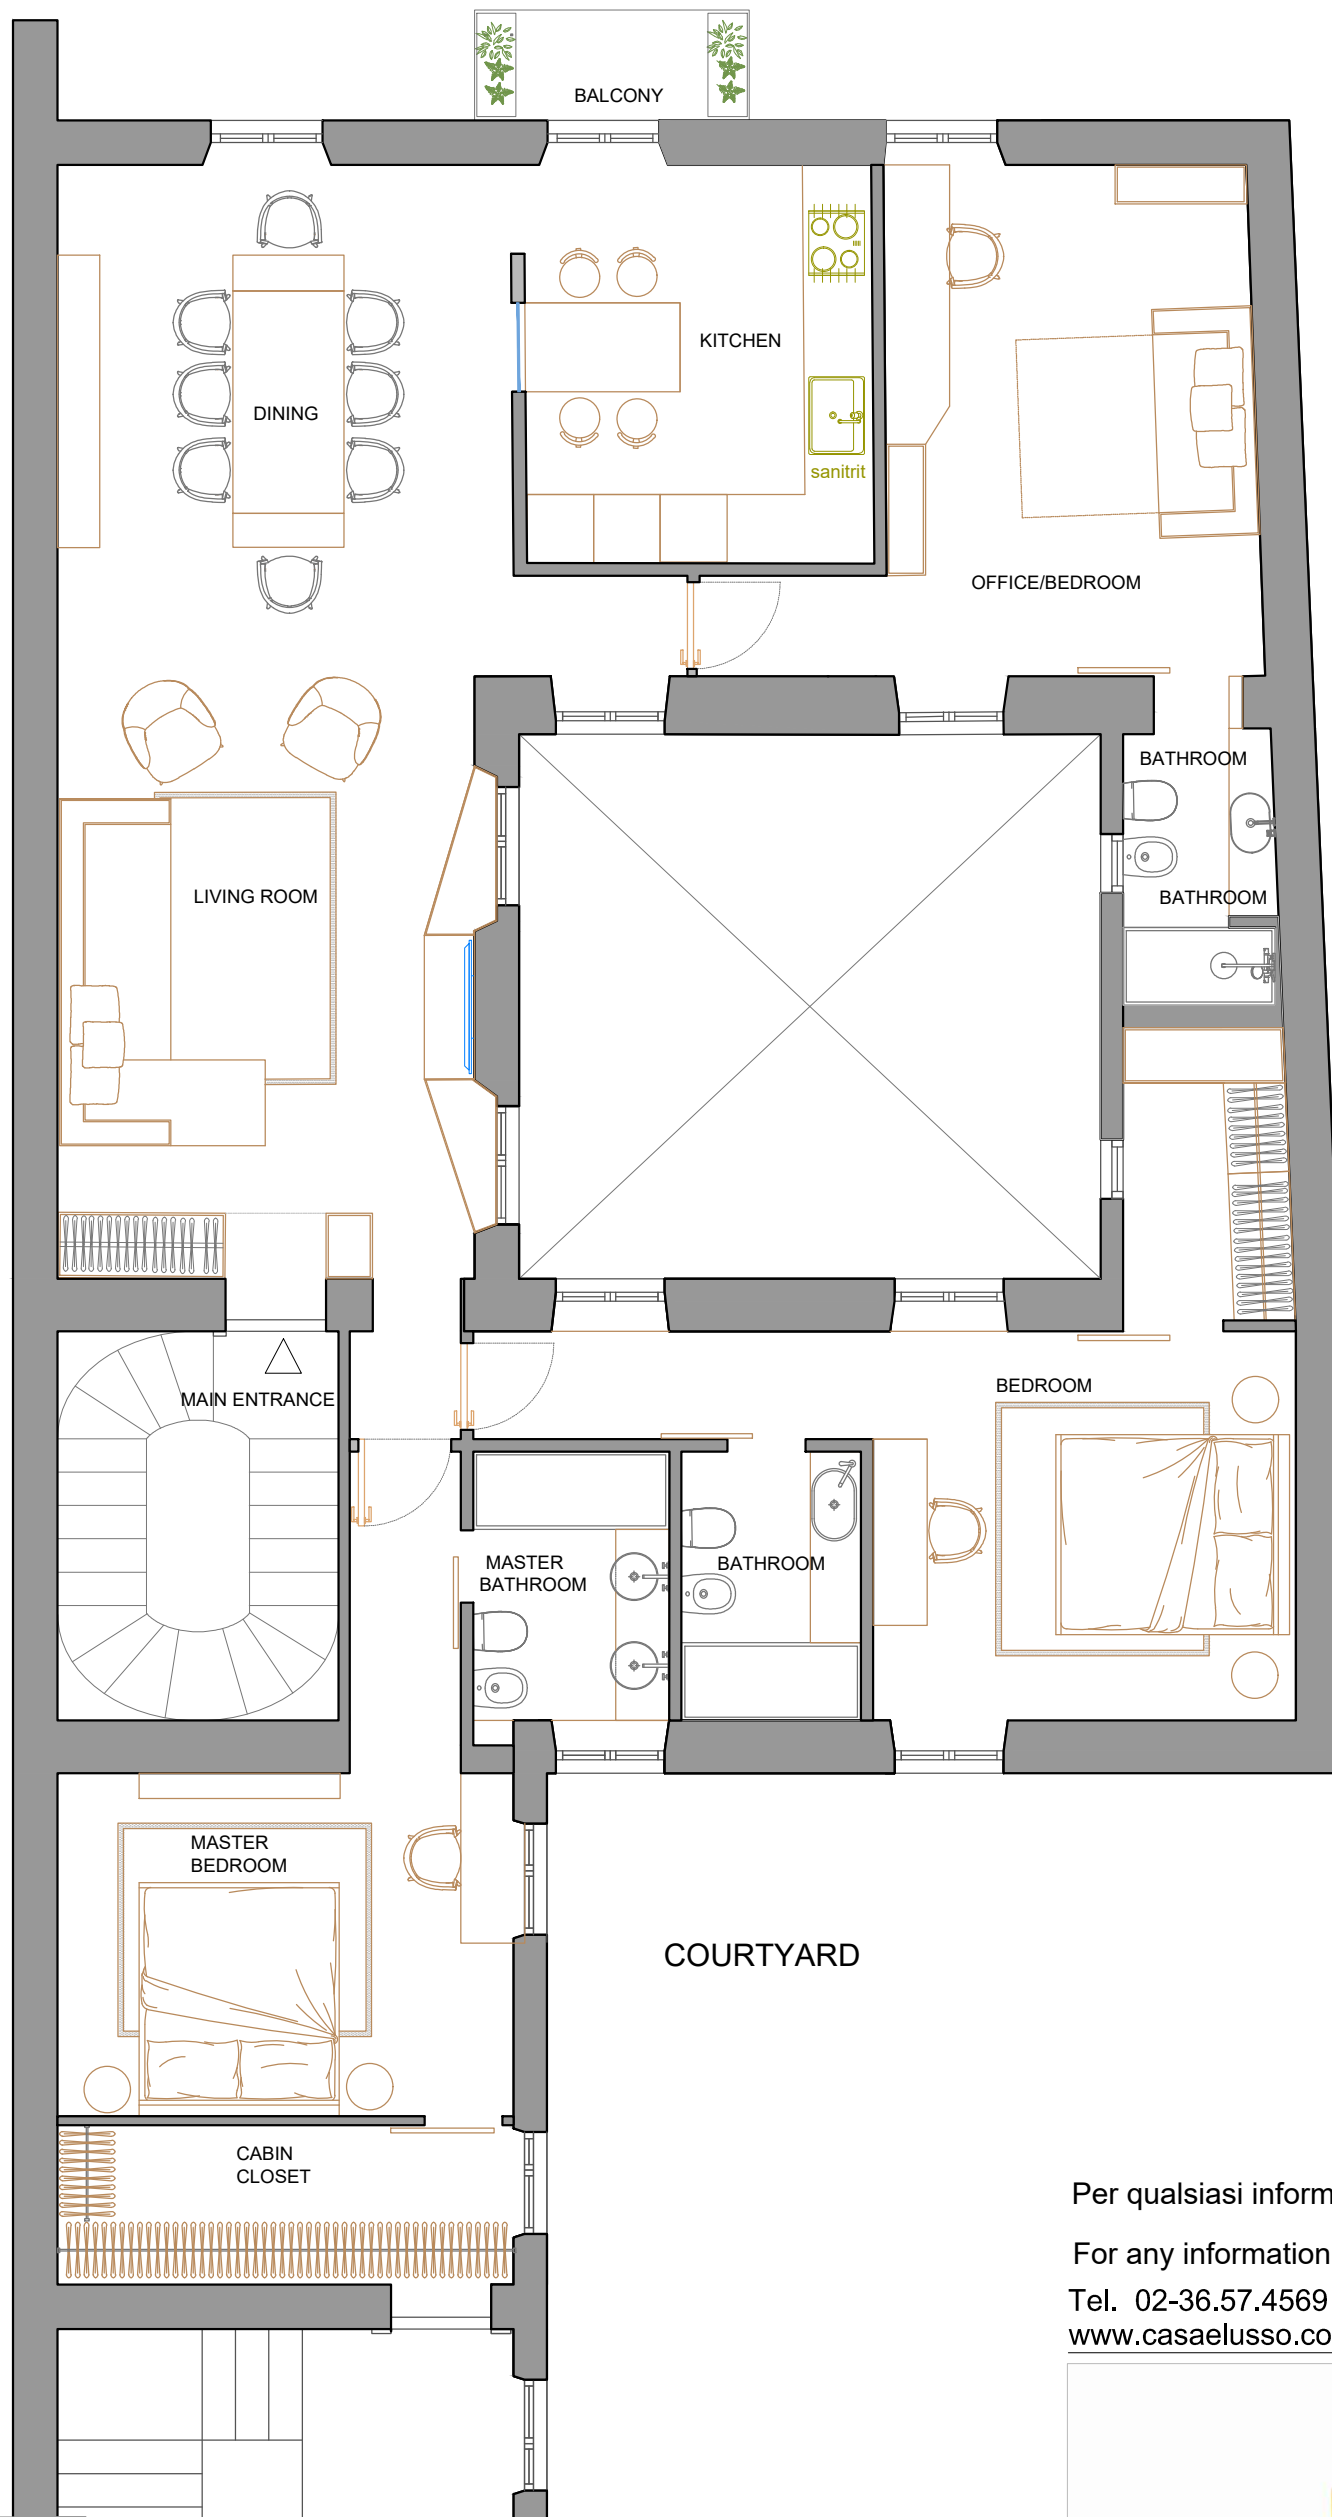 BALCONY
KITCHEN
DINING
sanitrit
OFFICE/BEDROOM
BATHROOM
LIVING ROOM
BATHROOM
MAIN ENTRANCE
BEDROOM
MASTER
BATHROOM
BATHROOM
MASTER
BEDROOM
COURTYARD
CABIN
CLOSET
Per qualsiasi inform
For any information
Tel. 02-36.57.4569
www.casaelusso.co